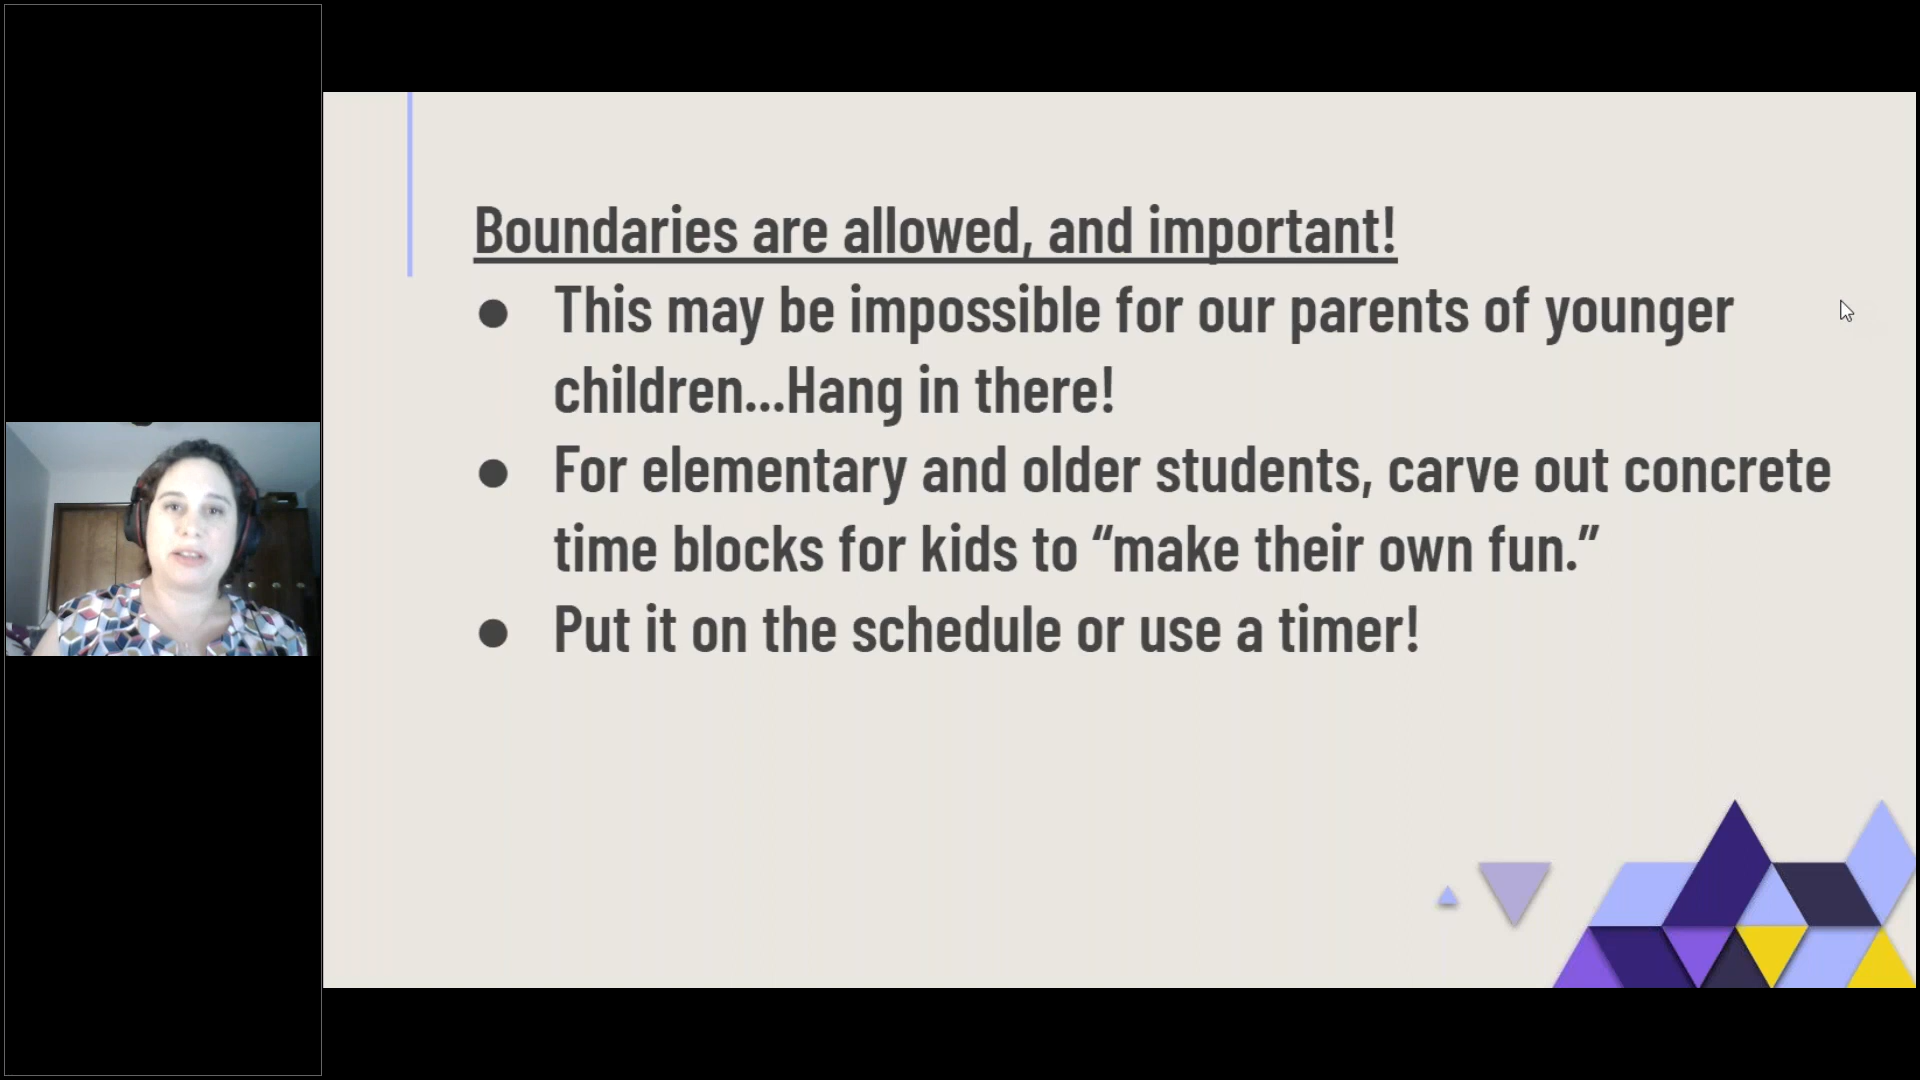 Boundaries are allowed, and important!
● This may be impossible for our parents of younger
children...Hang in there!
● For elementary and older students, carve out concrete
time blocks for kids to “make their own fun.”
● Put it on the schedule or use a timer!